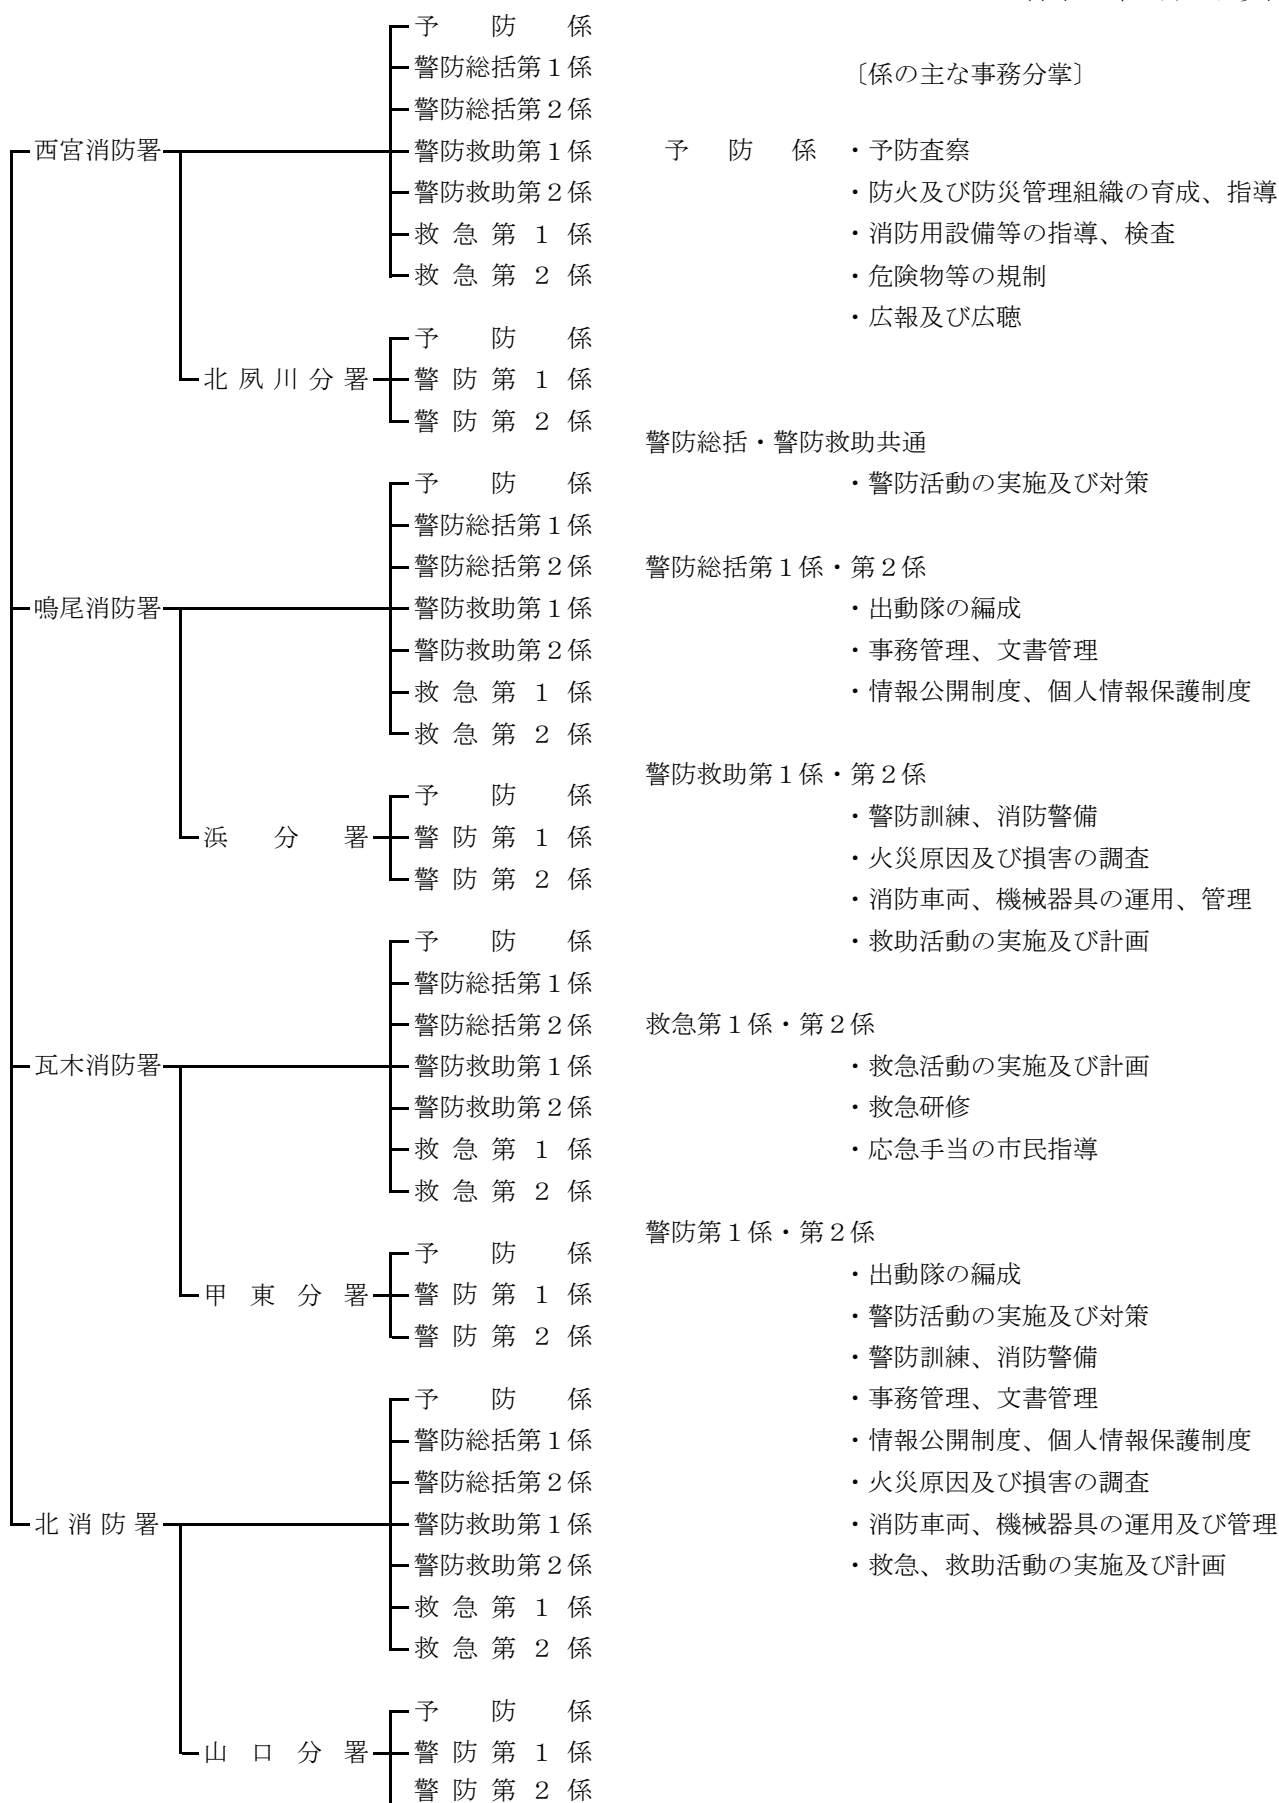 予防係
警防総括第１係
警防総括第２係
西宮消防署
警防救助第１係
警防救助第２係
救急第１係
救急第２係
北夙川分署
予防係
警防第１係
警防第２係
鳴尾消防署
予防係
警防総括第１係
警防総括第２係
警防救助第１係
警防救助第２係
救急第１係
救急第２係
浜分署
予防係
警防第１係
警防第２係
瓦木消防署
予防係
警防総括第１係
警防総括第２係
警防救助第１係
警防救助第２係
救急第１係
救急第２係
甲東分署
予防係
警防第１係
警防第２係
北消防署
予防係
警防総括第１係
警防総括第２係
警防救助第１係
警防救助第２係
救急第１係
救急第２係
山口分署
予防係
警防第１係
警防第２係
〔係の主な事務分掌〕
予防係 ・予防査察
・防火及び防災管理組織の育成、指導
・消防用設備等の指導、検査
・危険物等の規制
・広報及び広聴
警防総括・警防救助共通
・警防活動の実施及び対策
警防総括第１係・第２係
・出動隊の編成
・事務管理、文書管理
・情報公開制度、個人情報保護制度
警防救助第１係・第２係
・警防訓練、消防警備
・火災原因及び損害の調査
・消防車両、機械器具の運用、管理
・救助活動の実施及び計画
救急第１係・第２係
・救急活動の実施及び計画
・救急研修
・応急手当の市民指導
警防第１係・第２係
・出動隊の編成
・警防活動の実施及び対策
・警防訓練、消防警備
・事務管理、文書管理
・情報公開制度、個人情報保護制度
・火災原因及び損害の調査
・消防車両、機械器具の運用及び管理
・救急、救助活動の実施及び計画